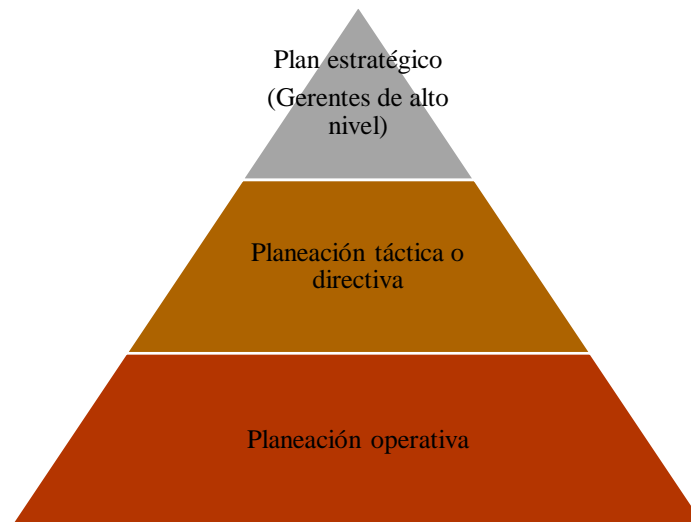 Plan estratégico
(Gerentes de alto
nivel)
Planeación táctica o
directiva
Planeación operativa